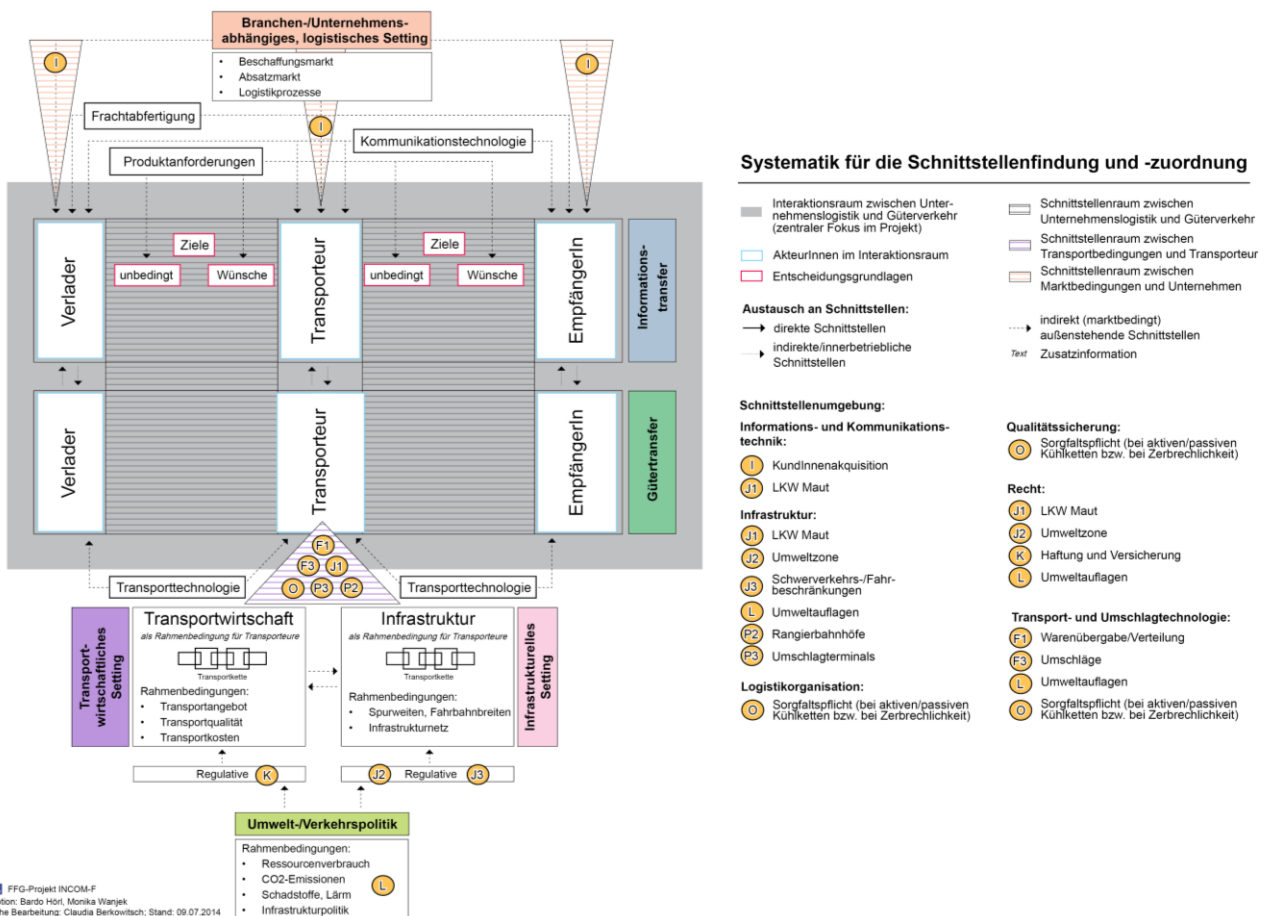 Branchen-/Unternehmens-
abhängiges, logistisches Setting
• Beschaffungsmarkt
• Absatzmarkt
• Logistikprozesse
I
I
I
Frachtabfertigung
Kommunikationstechnologie
Produktanforderungen
Verlader
Ziele
unbedingt
Wünsche
Transporteur
Ziele
unbedingt
Wünsche
EmpfängerIn
Informations-
transfer
Verlader
Transporteur
EmpfängerIn
Gütertransfer
F1
F3
J1
O
P3
P2
Transporttechnologie
Transporttechnologie
Transport-
wirtschaftliches
Setting
Transportwirtschaft
als Rahmenbedingung für Transporteure
Transportkette
Rahmenbedingungen:
• Transportangebot
• Transportqualität
• Transportkosten
Infrastruktur
als Rahmenbedingung für Transporteure
Transportkette
Rahmenbedingungen:
• Spurweiten, Fahrbahnbreiten
• Infrastrukturnetz
Infrastrukturelles
Setting
Regulative K
J2 Regulative J3
Umwelt-/Verkehrspolitik
Rahmenbedingungen:
• Ressourcenverbrauch
• CO2-Emissionen
• Schadstoffe, Lärm
• Infrastrukturpolitik
L
FFG-Projekt INCOM-F
tion: Bardo Hörl, Monika Wanjek
he Bearbeitung: Claudia Berkowitsch; Stand: 09.07.2014
Systematik für die Schnittstellenfindung und -zuordnung
Interaktionsraum zwischen Unter-
nehmenslogistik und Güterverkehr
(zentraler Fokus im Projekt)
AkteurInnen im Interaktionsraum
Entscheidungsgrundlagen
Schnittstellenraum zwischen
Unternehmenslogistik und Güterverkehr
Schnittstellenraum zwischen
Transportbedingungen und Transporteur
Schnittstellenraum zwischen
Marktbedingungen und Unternehmen
Austausch an Schnittstellen:
direkte Schnittstellen
indirekte/innerbetriebliche
Schnittstellen
indirekt (marktbedingt)
außenstehende Schnittstellen
Text Zusatzinformation
Schnittstellenumgebung:
Informations- und Kommunikations-
technik:
I KundInnenakquisition
J1 LKW Maut
Infrastruktur:
J1 LKW Maut
J2 Umweltzone
J3 Schwerverkehrs-/Fahr-
beschränkungen
L Umweltauflagen
P2 Rangierbahnhöfe
P3 Umschlagterminals
Logistikorganisation:
O Sorgfaltspflicht (bei aktiven/passiven
Kühlketten bzw. bei Zerbrechlichkeit)
Qualitätssicherung:
O Sorgfaltspflicht (bei aktiven/passiven
Kühlketten bzw. bei Zerbrechlichkeit)
Recht:
J1 LKW Maut
J2 Umweltzone
K Haftung und Versicherung
L Umweltauflagen
Transport- und Umschlagtechnologie:
F1 Warenübergabe/Verteilung
F3 Umschläge
L Umweltauflagen
O Sorgfaltspflicht (bei aktiven/passiven
Kühlketten bzw. bei Zerbrechlichkeit)